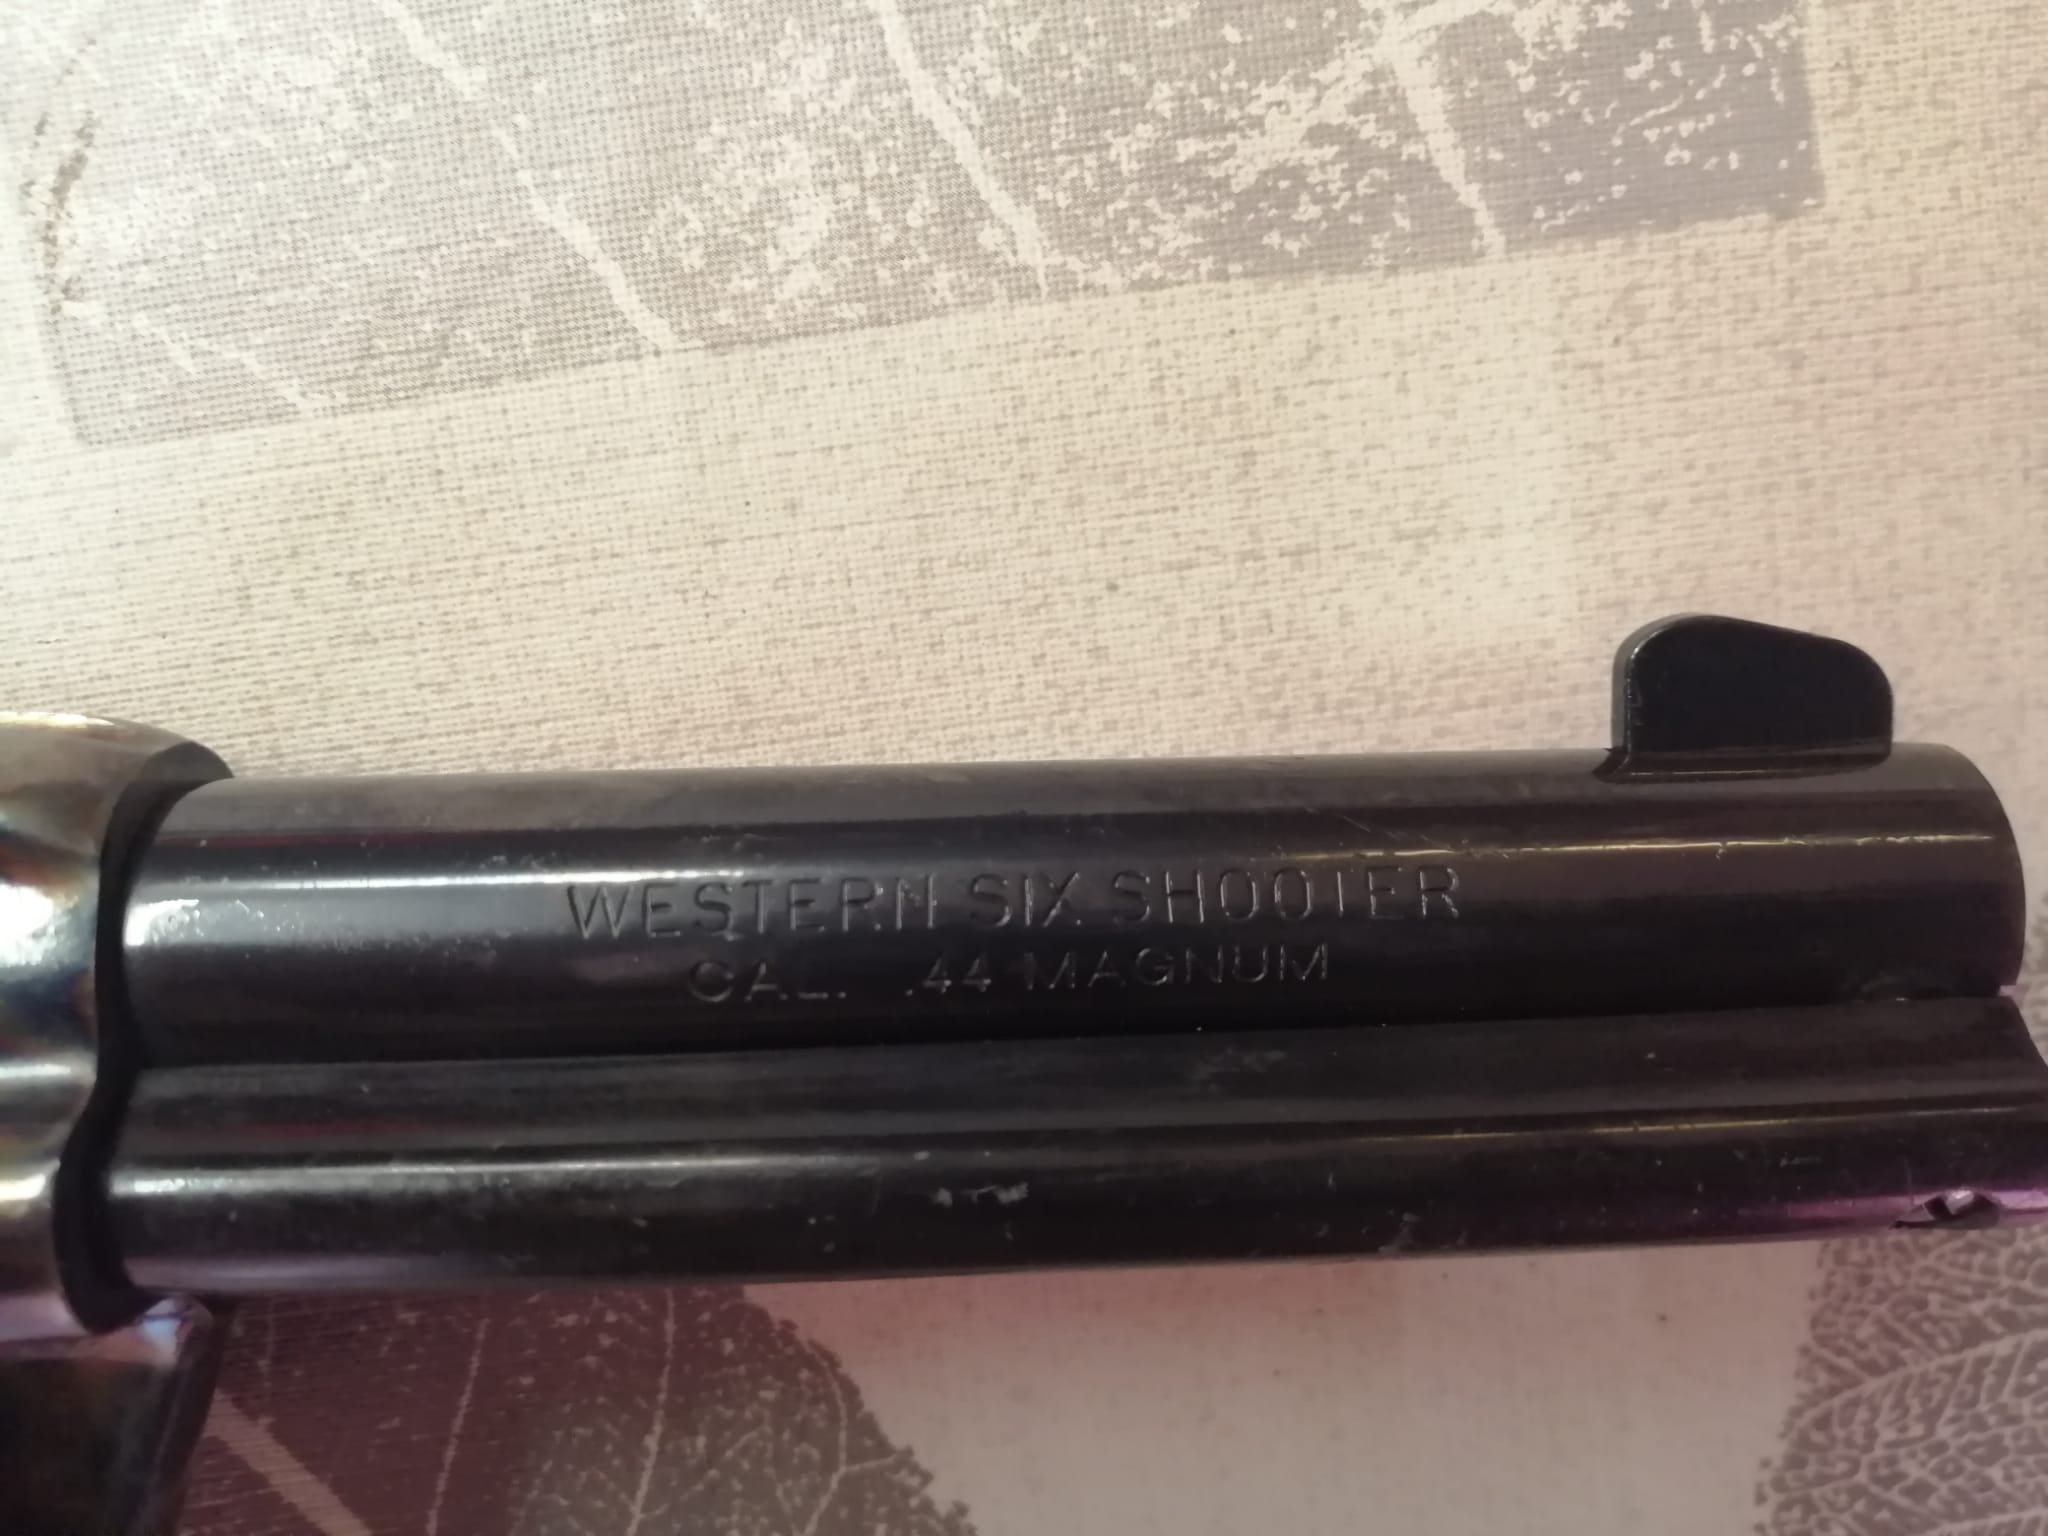 WESTERN SIX SHOOTER
CAL. .44 MAGNUM